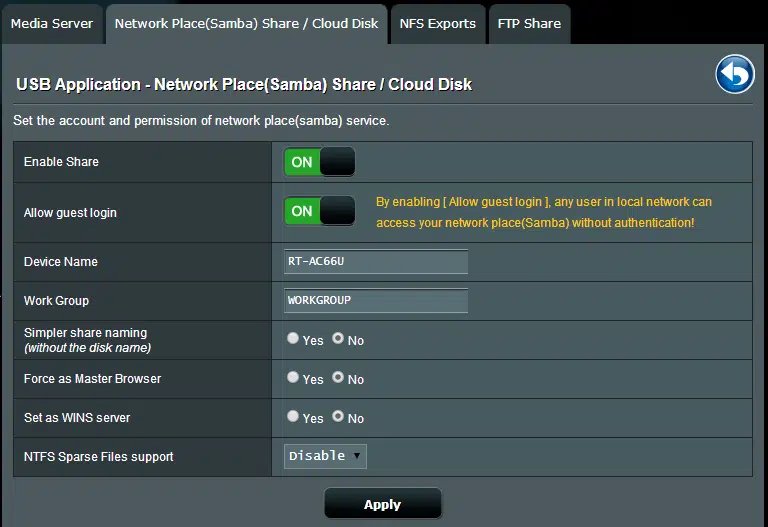 Media Server
Network Place(Samba) Share / Cloud Disk
NFS Exports
FTP Share
USB Application - Network Place(Samba) Share / Cloud Disk
Set the account and permission of network place(samba) service.
Enable Share
ON
Allow guest login
ON
By enabling [ Allow guest login ], any user in local network can
access your network place(Samba) without authentication!
Device Name
RT-AC66U
Work Group
WORKGROUP
Simpler share naming
(without the disk name)
Yes No
Force as Master Browser
Yes No
Set as WINS server
Yes No
NTFS Sparse Files support
Disable
Apply